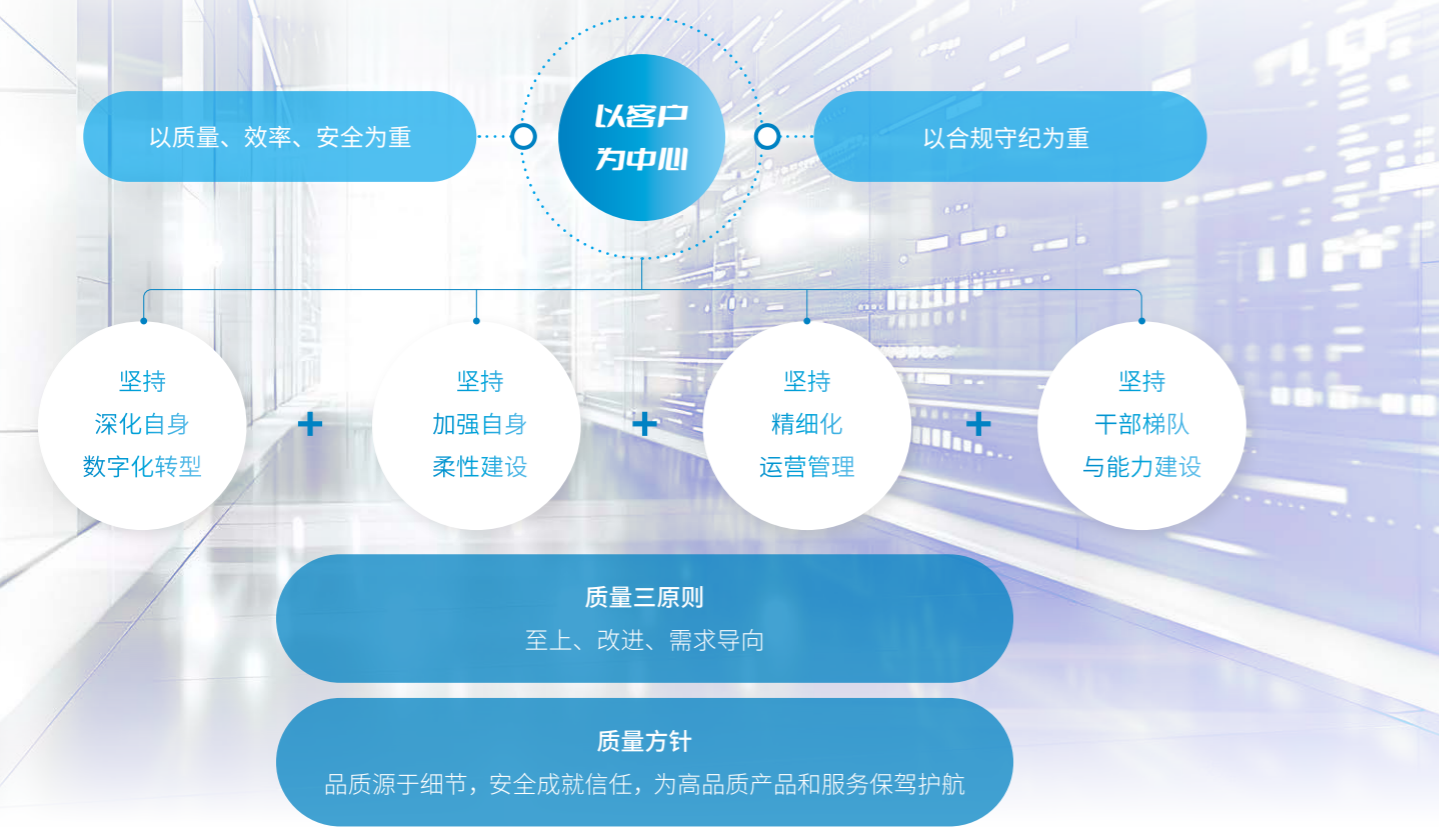 以质量、效率、安全为重
以客户
为中心
以合规守纪为重
坚持
深化自身
数字化转型
+
坚持
加强自身
柔性建设
+
坚持
精细化
运营管理
+
坚持
干部梯队
与能力建设
质量三原则
至上、改进、需求导向
质量方针
品质源于细节，安全成就信任，为高品质产品和服务保驾护航